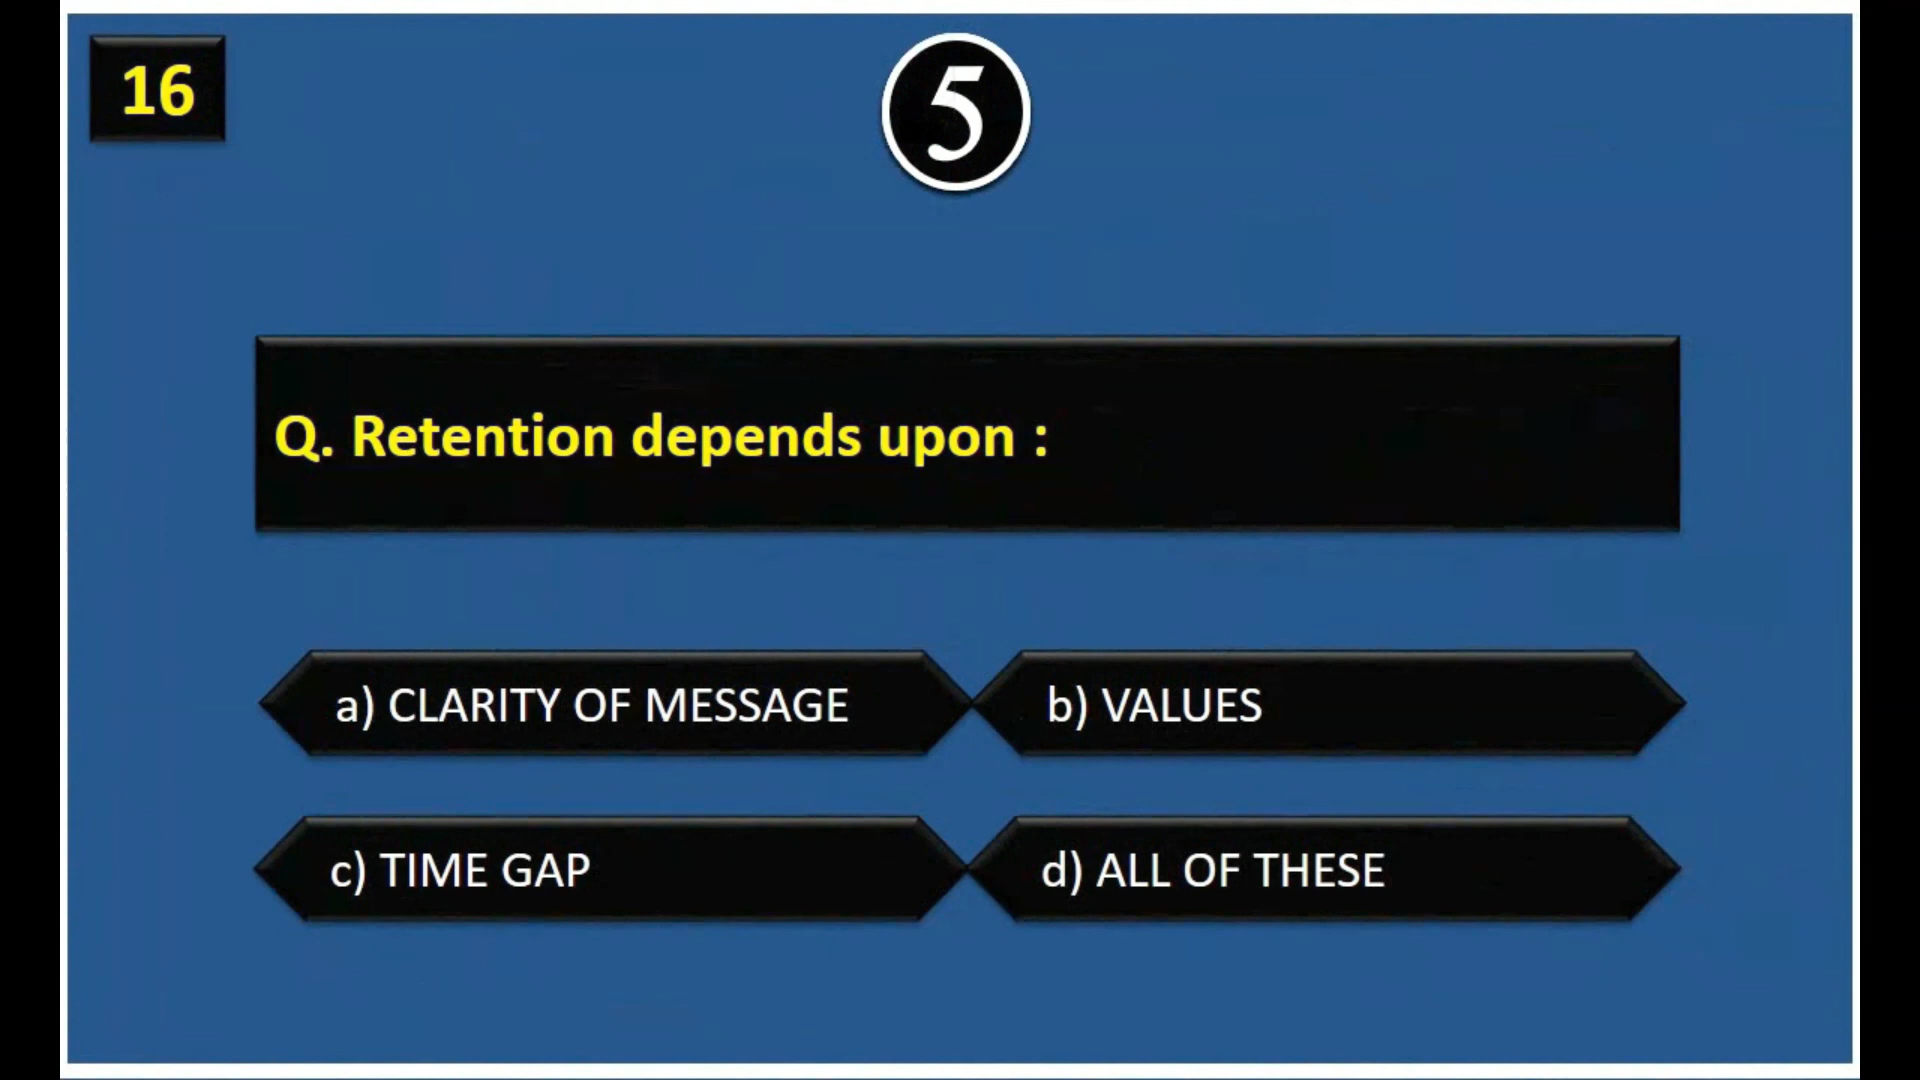 16
5
Q. Retention depends upon :
a) CLARITY OF MESSAGE
b) VALUES
c) TIME GAP
d) ALL OF THESE